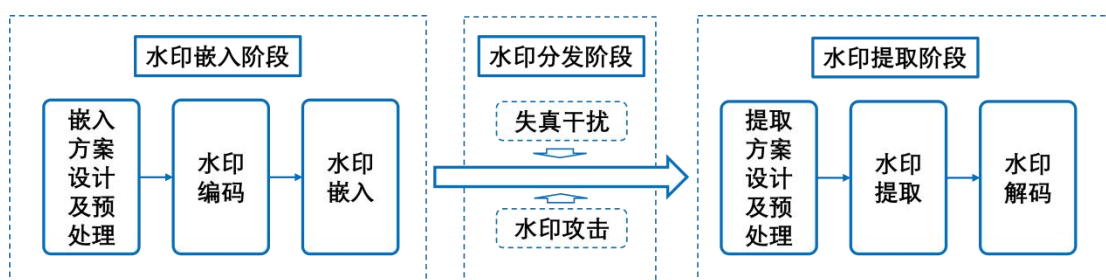 水印嵌入阶段
嵌入
方案
设计
及预
处理
水印
编码
水印
嵌入
水印分发阶段
失真干扰
水印攻击
水印提取阶段
提取
方案
设计
及预
处理
水印
提取
水印
解码